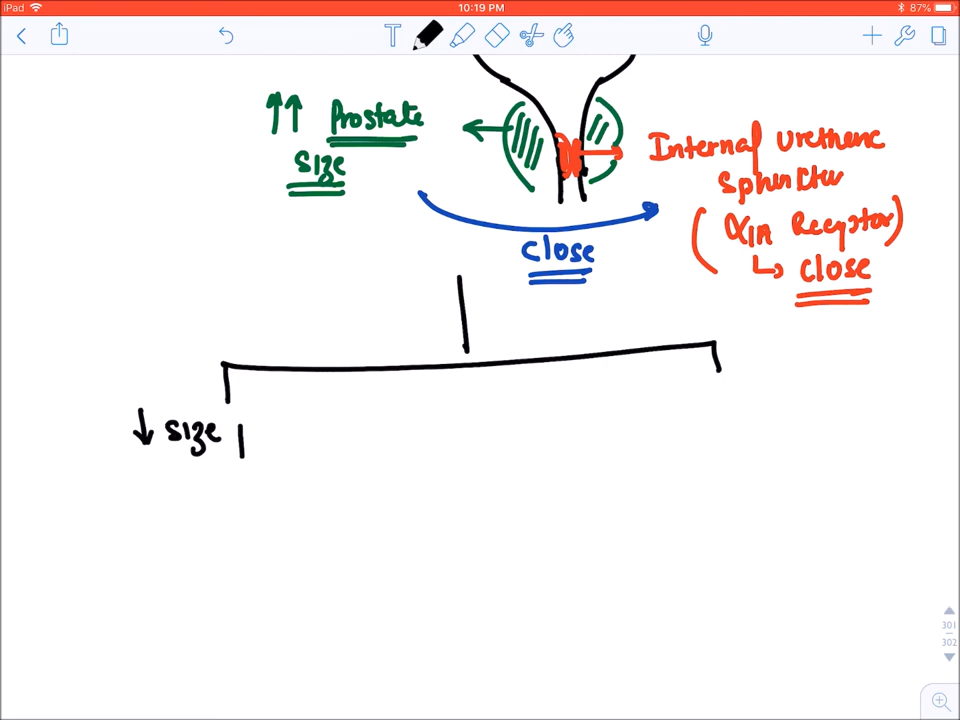 iPad
10:19 PM
87%
T
↑↑ Prostate
size
Internal Urethral
Sphincter
(α1A Receptor)
↳ Close
Close
↓ Size
301
302